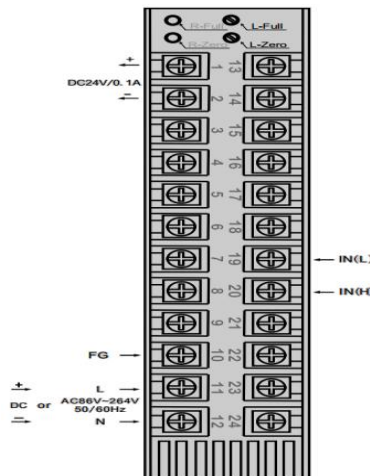 R-Full L-Full
R-Zero L-Zero
+ 1 13
DC24V/0.1A
− 2 14
3 15
4 16
5 17
6 18
7 19 IN(L)
8 20 IN(H)
9 21
FG 10 22
+ L 11 23
DC or AC86V~264V
50/60Hz
− N 12 24